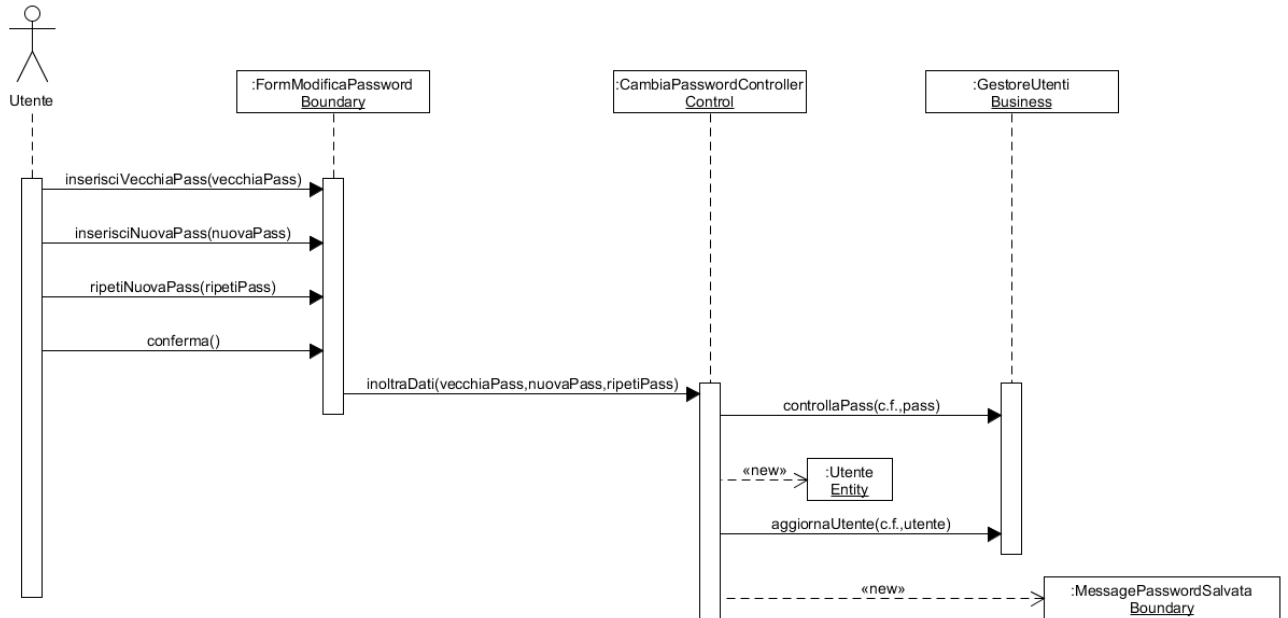 Utente
:FormModificaPassword
Boundary
:CambiaPasswordController
Control
:GestoreUtenti
Business
inserisciVecchiaPass(vecchiaPass)
inserisciNuovaPass(nuovaPass)
ripetiNuovaPass(ripetiPass)
conferma()
inoltraDati(vecchiaPass,nuovaPass,ripetiPass)
controllaPass(c.f.,pass)
«new»
:Utente
Entity
aggiornaUtente(c.f.,utente)
«new»
:MessagePasswordSalvata
Boundary